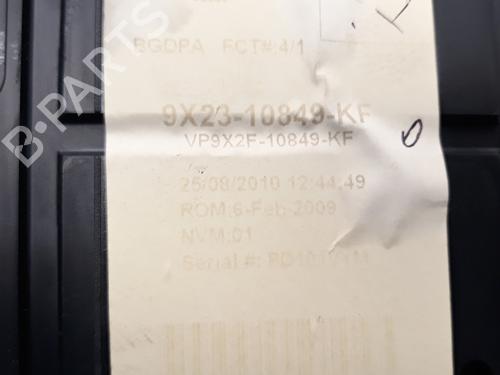 BGDPA FCT#:4/1
9X23-10849-KF
VP9X2F-10849-KF
25/08/2010 12:44:49
ROM:6-Feb-2009
NVM:01
Serial #:
B-PARTS